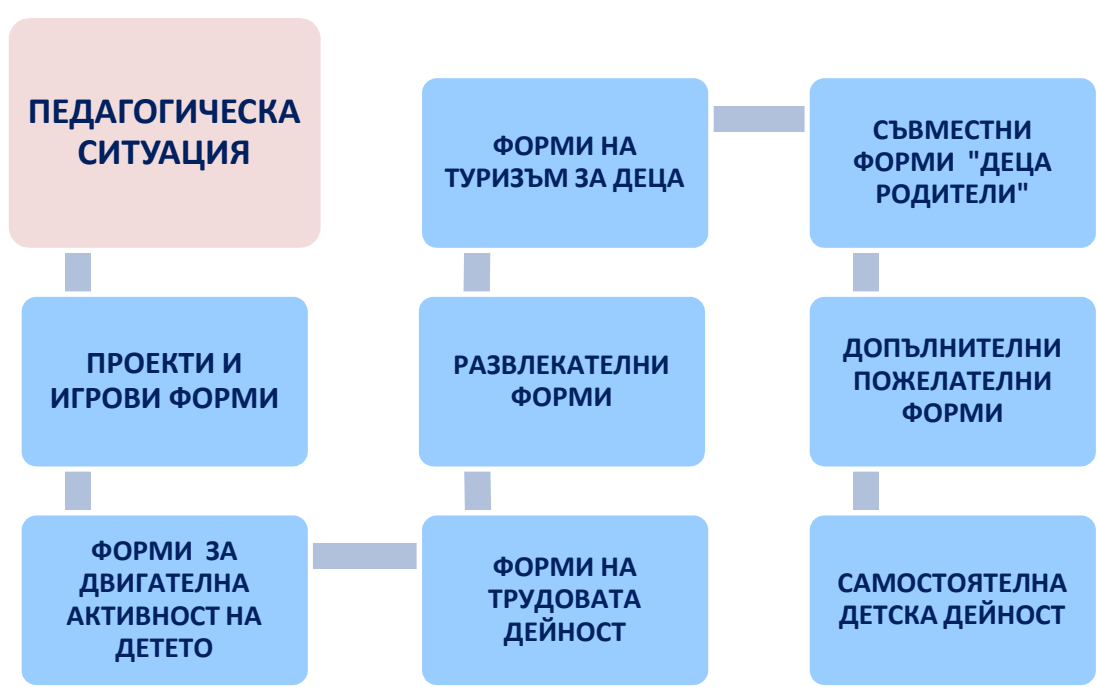 ПЕДАГОГИЧЕСКА
СИТУАЦИЯ
ПРОЕКТИ И
ИГРОВИ ФОРМИ
ФОРМИ ЗА
ДВИГАТЕЛНА
АКТИВНОСТ НА
ДЕТЕТО
ФОРМИ НА
ТРУДОВАТА
ДЕЙНОСТ
РАЗВЛЕКАТЕЛНИ
ФОРМИ
ФОРМИ НА
ТУРИЗЪМ ЗА ДЕЦА
СЪВМЕСТНИ
ФОРМИ "ДЕЦА
РОДИТЕЛИ"
ДОПЪЛНИТЕЛНИ
ПОЖЕЛАТЕЛНИ
ФОРМИ
САМОСТОЯТЕЛНА
ДЕТСКА ДЕЙНОСТ